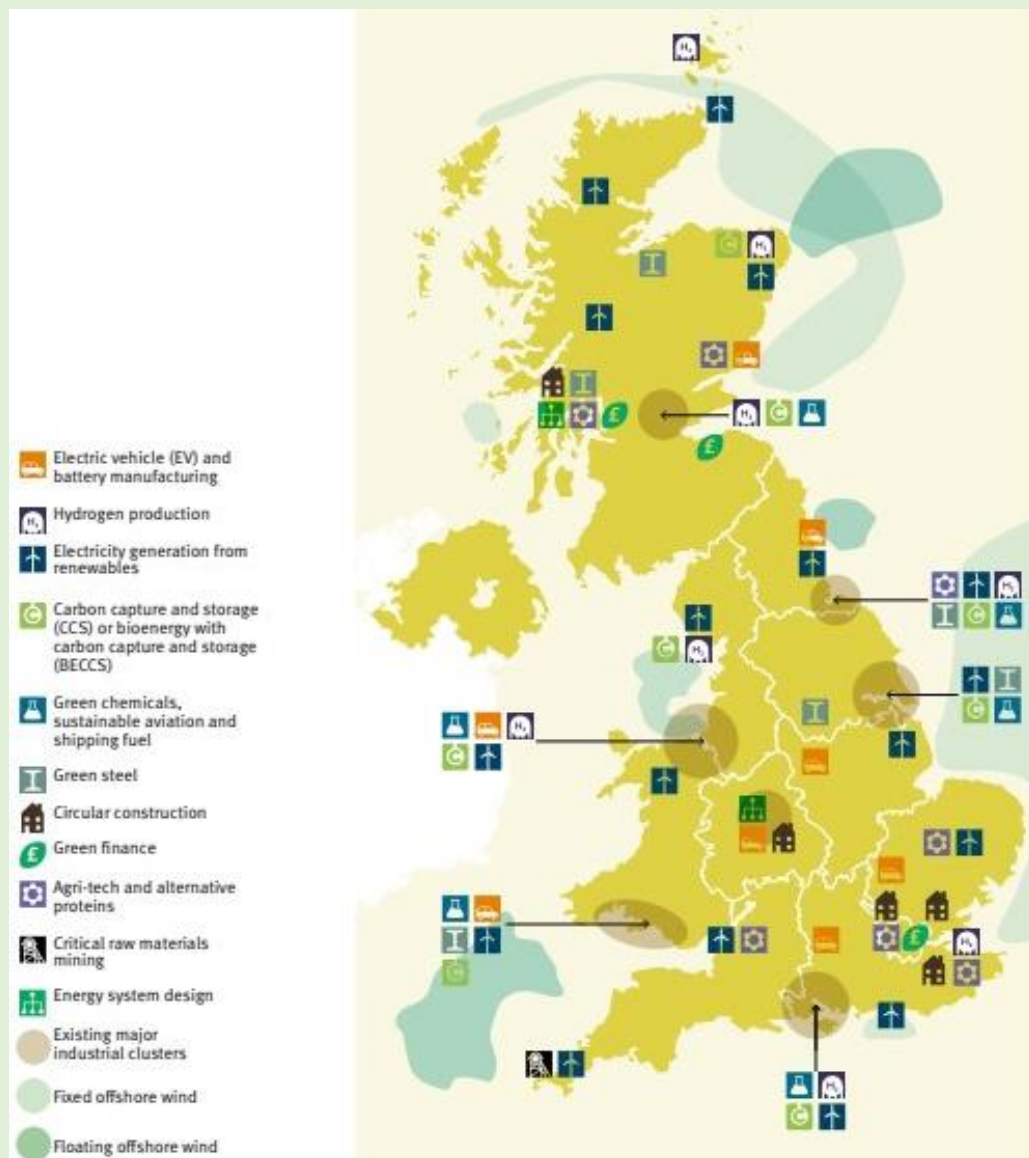 Electric vehicle (EV) and
battery manufacturing
Hydrogen production
Electricity generation from
renewables
Carbon capture and storage
(CCS) or bioenergy with
carbon capture and storage
(BECCS)
Green chemicals,
sustainable aviation and
shipping fuel
Green steel
Circular construction
Green finance
Agri-tech and alternative
proteins
Critical raw materials
mining
Energy system design
Existing major
industrial clusters
Fixed offshore wind
Floating offshore wind